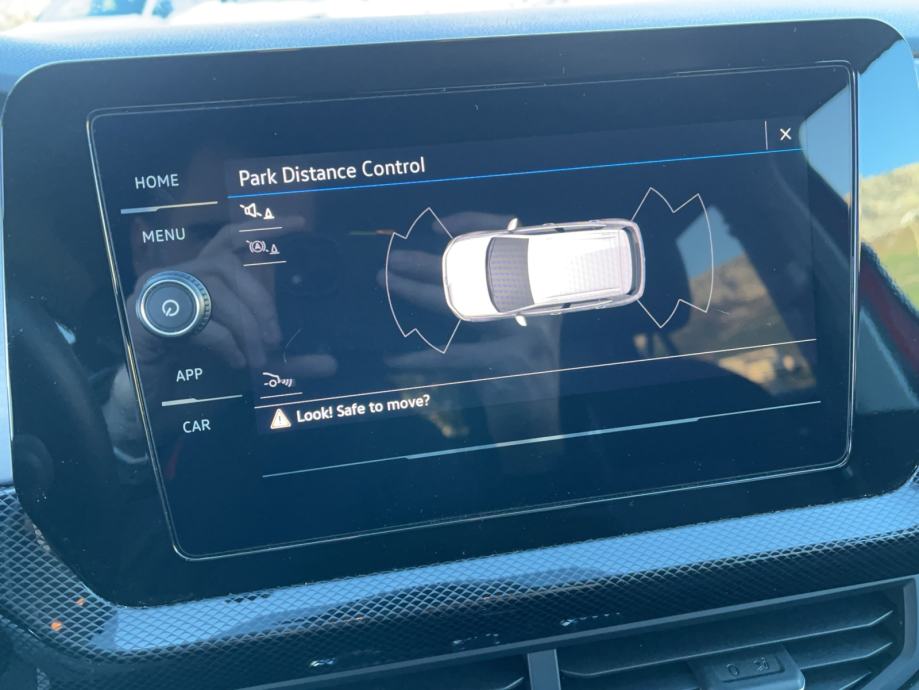 HOME
MENU
APP
CAR
Park Distance Control
Look! Safe to move?